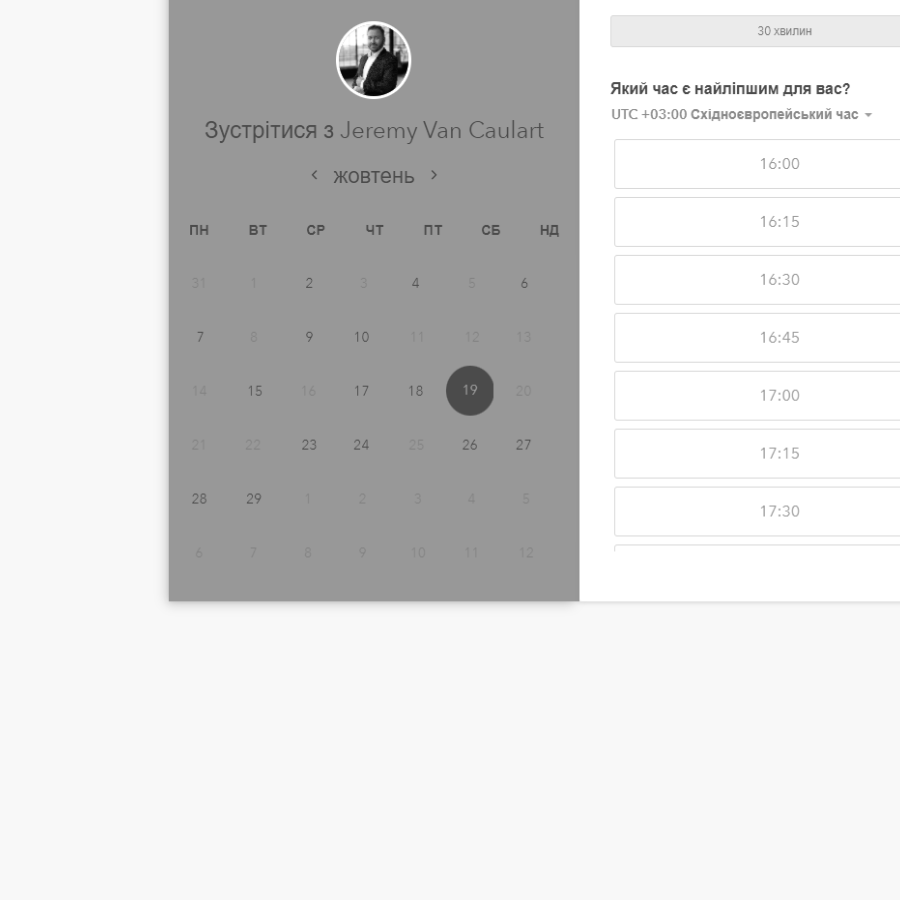 Зустрітися з Jeremy Van Caulart
жовтень
ПН ВТ СР ЧТ ПТ СБ НД
31 1 2 3 4 5 6
7 8 9 10 11 12 13
14 15 16 17 18 19 20
21 22 23 24 25 26 27
28 29 1 2 3 4 5
6 7 8 9 10 11 12
30 хвилин
Який час є найліпшим для вас?
UTC +03:00 Східноєвропейський час
16:00
16:15
16:30
16:45
17:00
17:15
17:30